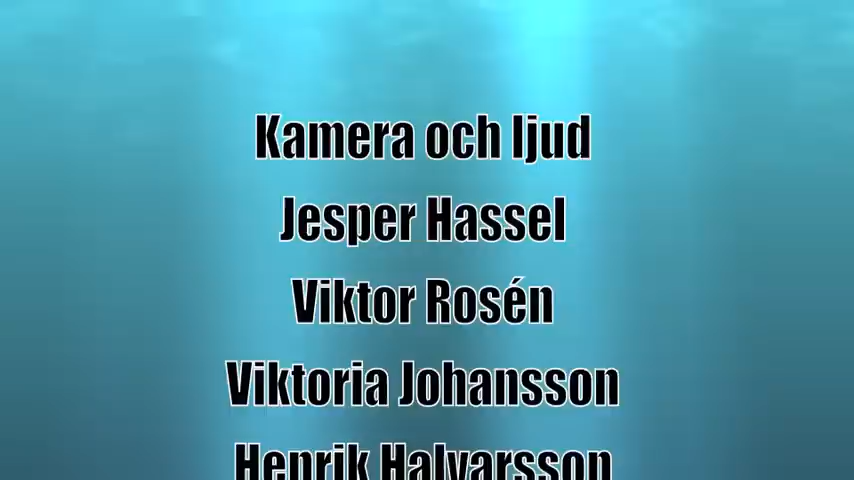 Kamera och ljud
Jesper Hassel
Viktor Rosén
Viktoria Johansson
Henrik Halvarsson